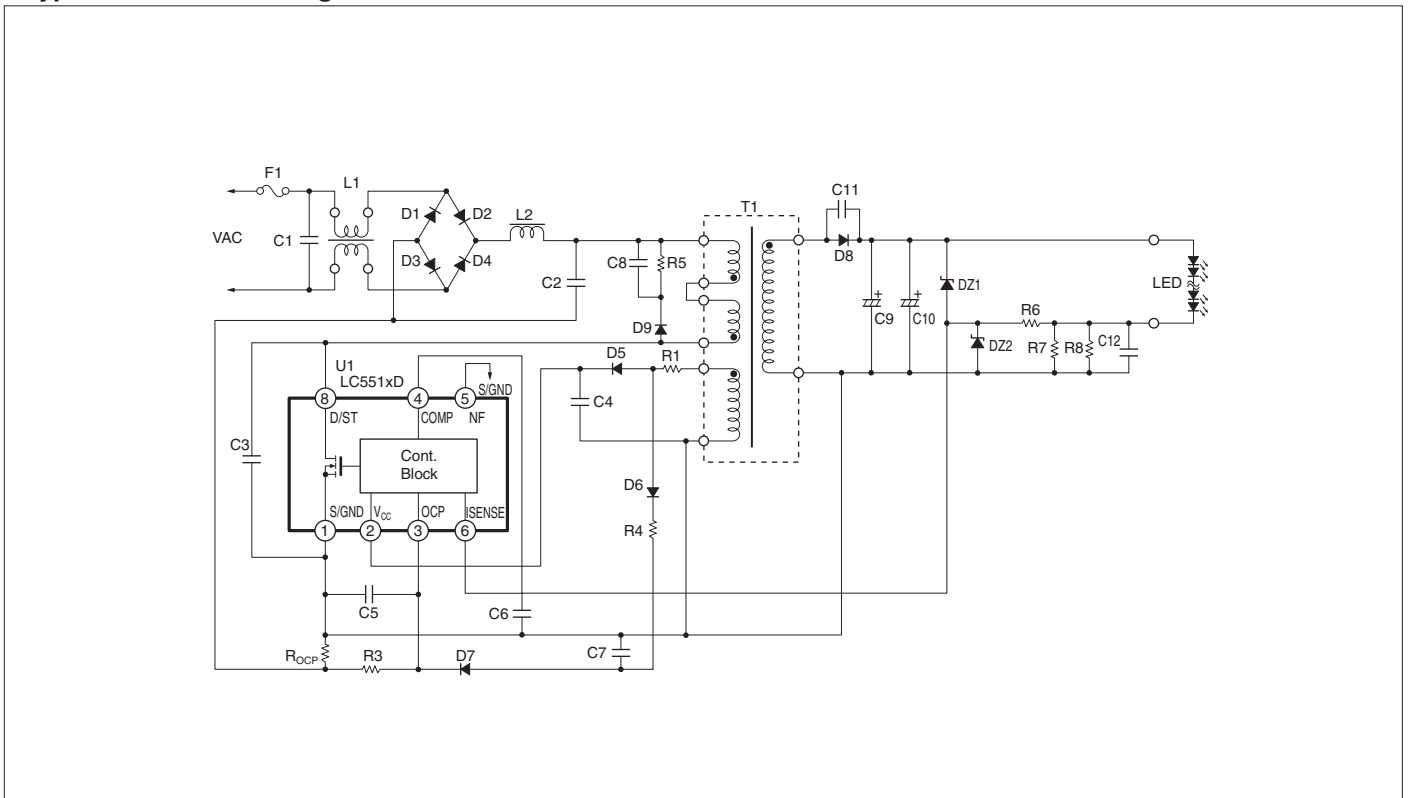 F1
L1
C11
T1
D1
D2
L2
VAC
C1
C8
R5
D8
D3
D4
C2
LED
DZ1
C9
C10
R6
D9
DZ2
R7
R8
C12
D5
R1
U1
LC551xD
S/GND
8
4
5
D/ST
COMP
NF
C4
C3
Cont.
Block
D6
S/GND
VCC
OCP
ISENSE
1
2
3
6
R4
C5
C6
ROCP
R3
D7
C7